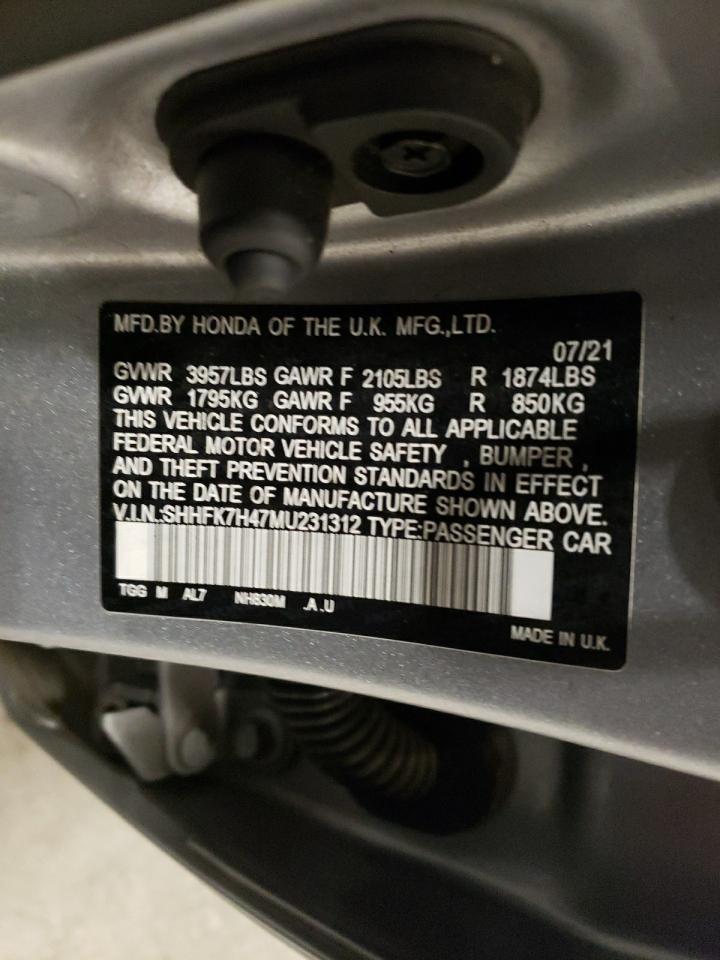 MFD.BY HONDA OF THE U.K. MFG.,LTD.
07/21
GVWR 3957LBS GAWR F 2105LBS R 1874LBS
GVWR 1795KG GAWR F 955KG R 850KG
THIS VEHICLE CONFORMS TO ALL APPLICABLE
FEDERAL MOTOR VEHICLE SAFETY , BUMPER ,
AND THEFT PREVENTION STANDARDS IN EFFECT
ON THE DATE OF MANUFACTURE SHOWN ABOVE.
V.I.N.:SHHFK7H47MU231312 TYPE:PASSENGER CAR
TGG M AL7 NH830M .A .U
MADE IN U.K.